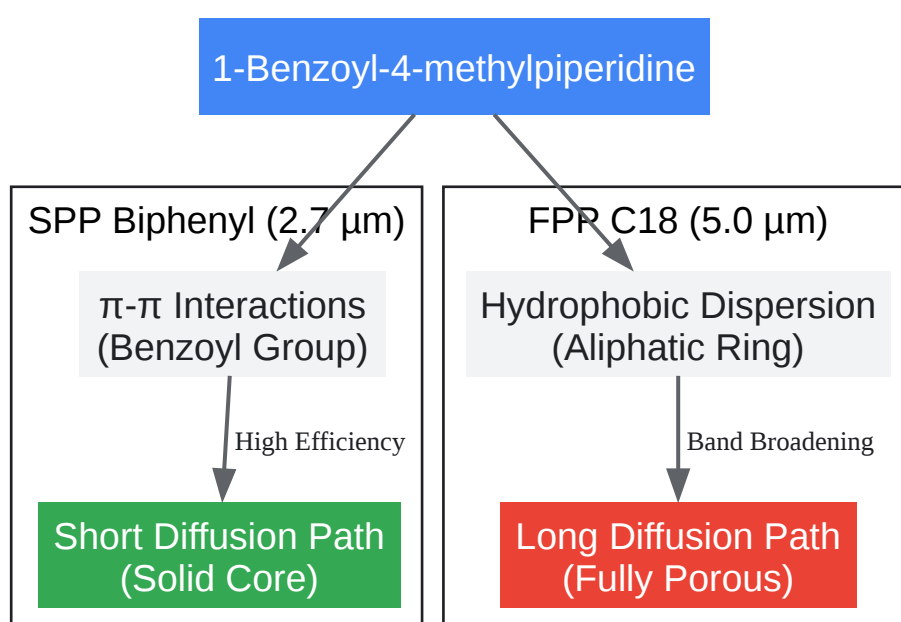 1-Benzoyl-4-methylpiperidine
SPP Biphenyl (2.7 µm)
π-π Interactions
(Benzoyl Group)
High Efficiency
Short Diffusion Path
(Solid Core)
FPP C18 (5.0 µm)
Hydrophobic Dispersion
(Aliphatic Ring)
Band Broadening
Long Diffusion Path
(Fully Porous)